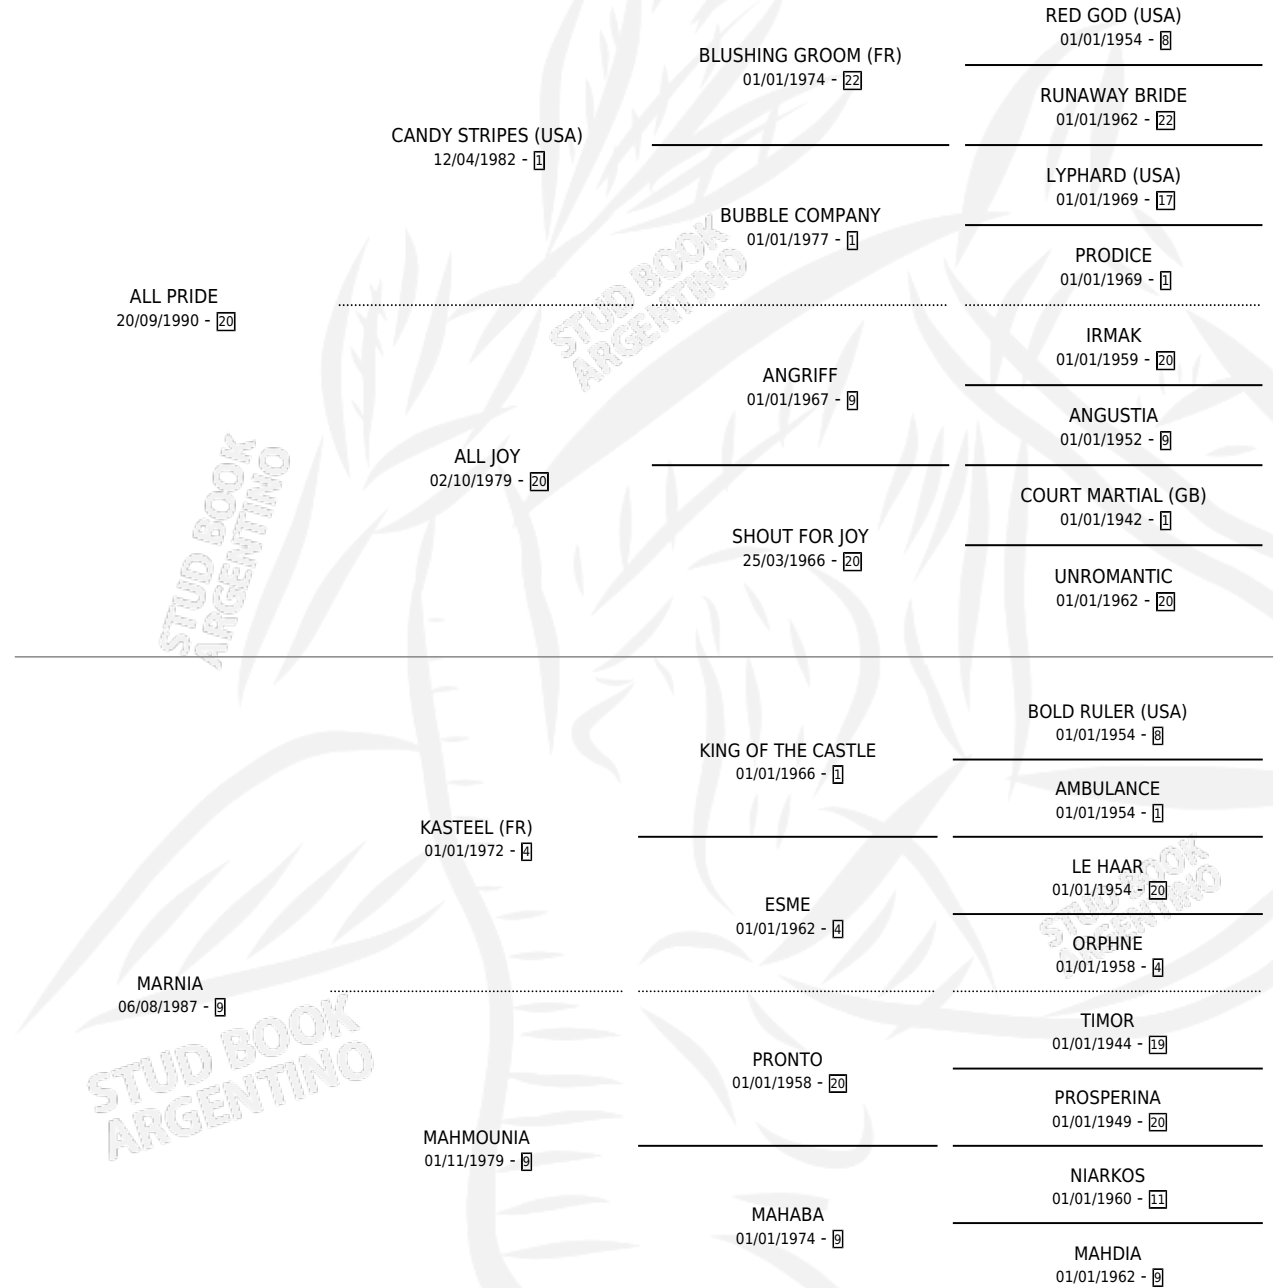 RED GOD (USA)
01/01/1954 - 8
BLUSHING GROOM (FR)
01/01/1974 - 22
RUNAWAY BRIDE
01/01/1962 - 22
CANDY STRIPES (USA)
12/04/1982 - 1
LYPHARD (USA)
01/01/1969 - 17
BUBBLE COMPANY
01/01/1977 - 1
PRODICE
01/01/1969 - 1
ALL PRIDE
20/09/1990 - 20
STUD BOOK
ARGENTINO
IRMAK
01/01/1959 - 20
ANGRIFF
01/01/1967 - 9
ANGUSTIA
01/01/1952 - 9
ALL JOY
02/10/1979 - 20
COURT MARTIAL (GB)
01/01/1942 - 1
SHOUT FOR JOY
25/03/1966 - 20
UNROMANTIC
01/01/1962 - 20
STUD BOOK
ARGENTINO
BOLD RULER (USA)
01/01/1954 - 8
KING OF THE CASTLE
01/01/1966 - 1
AMBULANCE
01/01/1954 - 1
KASTEEL (FR)
01/01/1972 - 4
LE HAAR
01/01/1954 - 20
ESME
01/01/1962 - 4
ORPHNE
01/01/1958 - 4
STUD BOOK
ARGENTINO
MARNIA
06/08/1987 - 9
TIMOR
01/01/1944 - 19
PRONTO
01/01/1958 - 20
PROSPERINA
01/01/1949 - 20
STUD BOOK
ARGENTINO
MAHMOUNIA
01/11/1979 - 9
NIARKOS
01/01/1960 - 11
MAHABA
01/01/1974 - 9
MAHDIA
01/01/1962 - 9